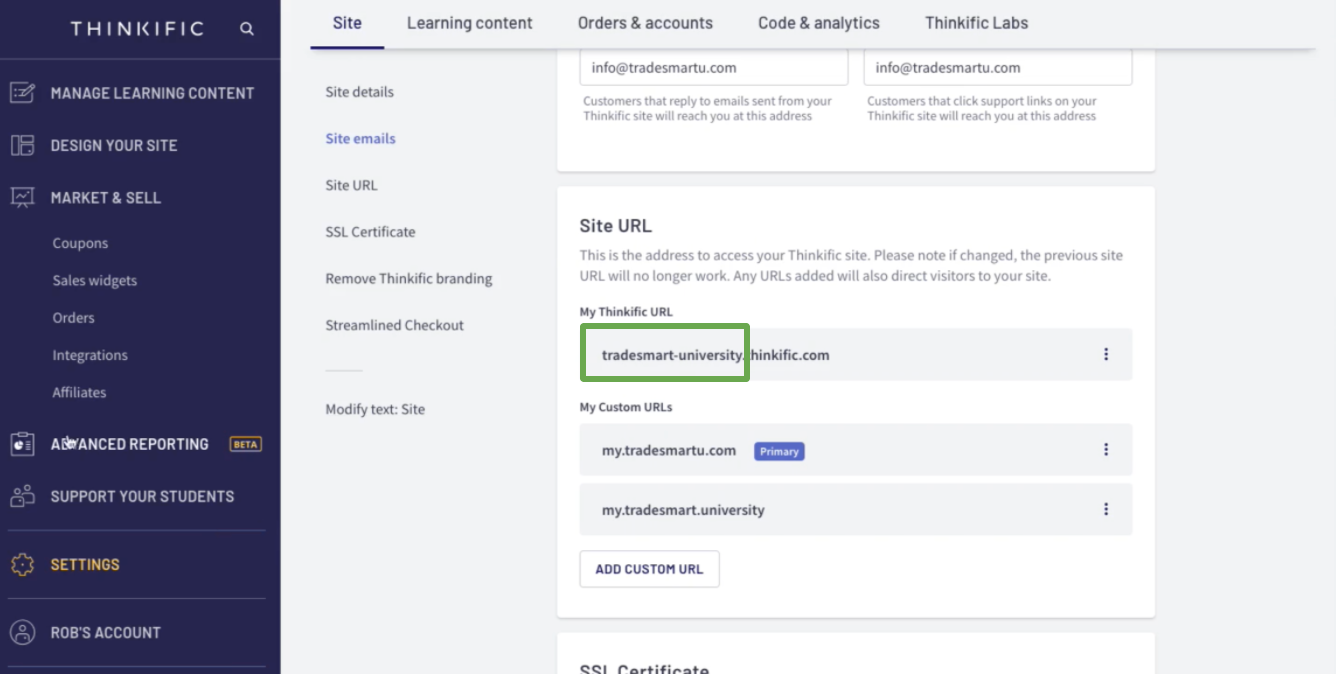 THINKIFIC
MANAGE LEARNING CONTENT
DESIGN YOUR SITE
MARKET & SELL
Coupons
Sales widgets
Orders
Integrations
Affiliates
ADVANCED REPORTING BETA
SUPPORT YOUR STUDENTS
SETTINGS
ROB'S ACCOUNT
Site Learning content Orders & accounts Code & analytics Thinkific Labs
Site details
Site emails
Site URL
SSL Certificate
Remove Thinkific branding
Streamlined Checkout
Modify text: Site
info@tradesmartu.com
Customers that reply to emails sent from your
Thinkific site will reach you at this address
info@tradesmartu.com
Customers that click support links on your
Thinkific site will reach you at this address
Site URL
This is the address to access your Thinkific site. Please note if changed, the previous site
URL will no longer work. Any URLs added will also direct visitors to your site.
My Thinkific URL
tradesmart-university.thinkific.com
My Custom URLs
my.tradesmartu.com Primary
my.tradesmart.university
ADD CUSTOM URL
SSL Certificate